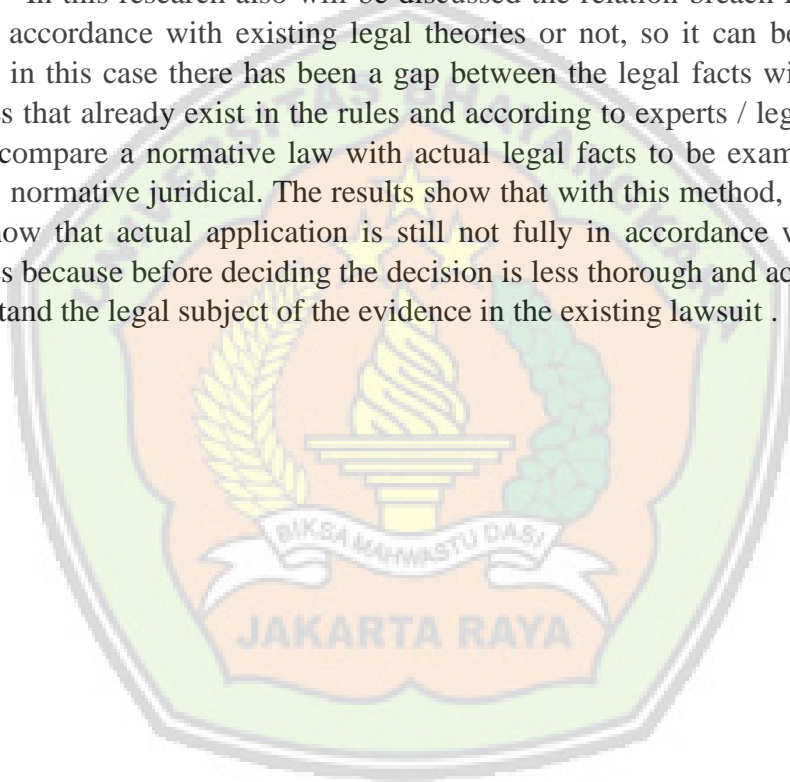 In this research also will be discussed the relation breach
accordance with existing legal theories or not, so it can be
in this case there has been a gap between the legal facts wi
s that already exist in the rules and according to experts / leg
compare a normative law with actual legal facts to be exam
normative juridical. The results show that with this method,
ow that actual application is still not fully in accordance
s because before deciding the decision is less thorough and ac
tand the legal subject of the evidence in the existing lawsuit .
UNIVERSITAS BHAYANGKARA
BIKSA MAHWASTU DASI
JAKARTA RAYA